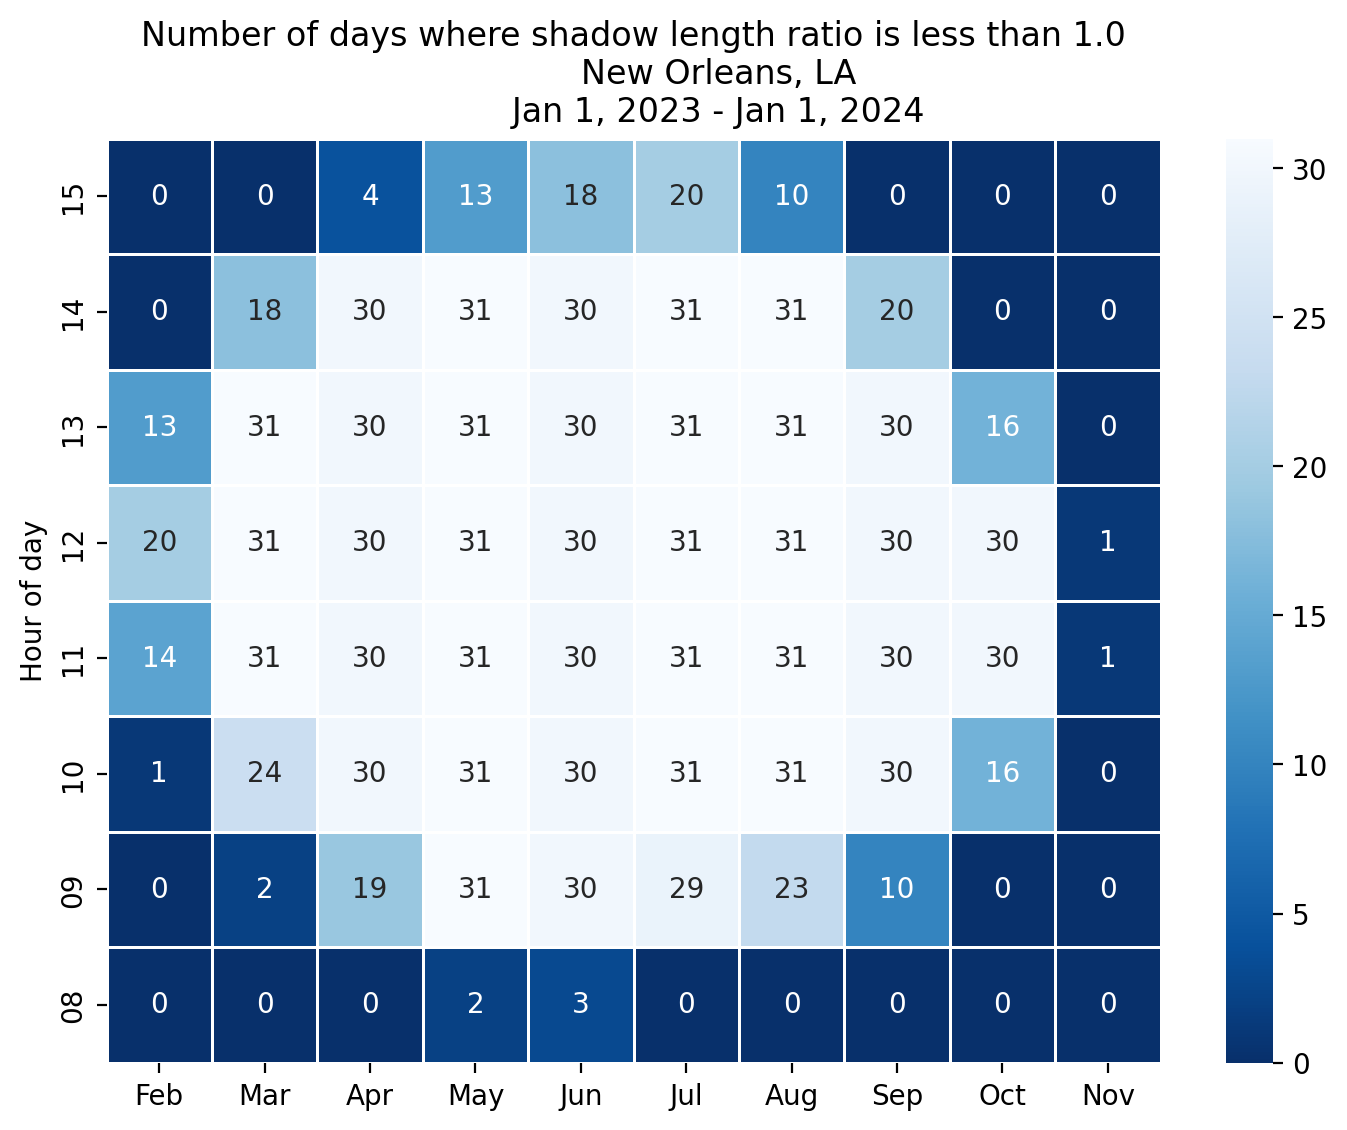 Number of days where shadow length ratio is less than 1.0
New Orleans, LA
Jan 1, 2023 - Jan 1, 2024
Hour of day
15 0 0 4 13 18 20 10 0 0 0
14 0 18 30 31 30 31 31 20 0 0
13 13 31 30 31 30 31 31 30 16 0
12 20 31 30 31 30 31 31 30 30 1
11 14 31 30 31 30 31 31 30 30 1
10 1 24 30 31 30 31 31 30 16 0
09 0 2 19 31 30 29 23 10 0 0
08 0 0 0 2 3 0 0 0 0 0
Feb Mar Apr May Jun Jul Aug Sep Oct Nov
30
25
20
15
10
5
0